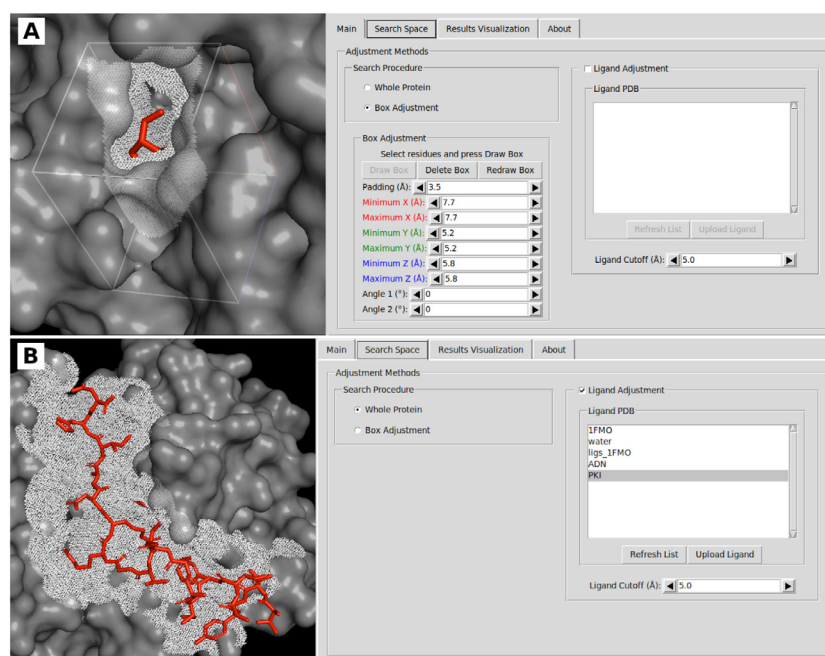 A
Main Search Space Results Visualization About
Adjustment Methods
Search Procedure
Whole Protein
Box Adjustment
Box Adjustment
Select residues and press Draw Box
Draw Box Delete Box Redraw Box
Padding (Å): 3.5
Minimum X (Å): 7.7
Maximum X (Å): 7.7
Minimum Y (Å): 5.2
Maximum Y (Å): 5.2
Minimum Z (Å): 5.8
Maximum Z (Å): 5.8
Angle 1 (°): 0
Angle 2 (°): 0
Ligand Adjustment
Ligand PDB
Refresh List Upload Ligand
Ligand Cutoff (Å): 5.0
B
Main Search Space Results Visualization About
Adjustment Methods
Search Procedure
Whole Protein
Box Adjustment
Ligand Adjustment
Ligand PDB
1FMO
water
ligs_1FMO
ADN
PKI
Refresh List Upload Ligand
Ligand Cutoff (Å): 5.0